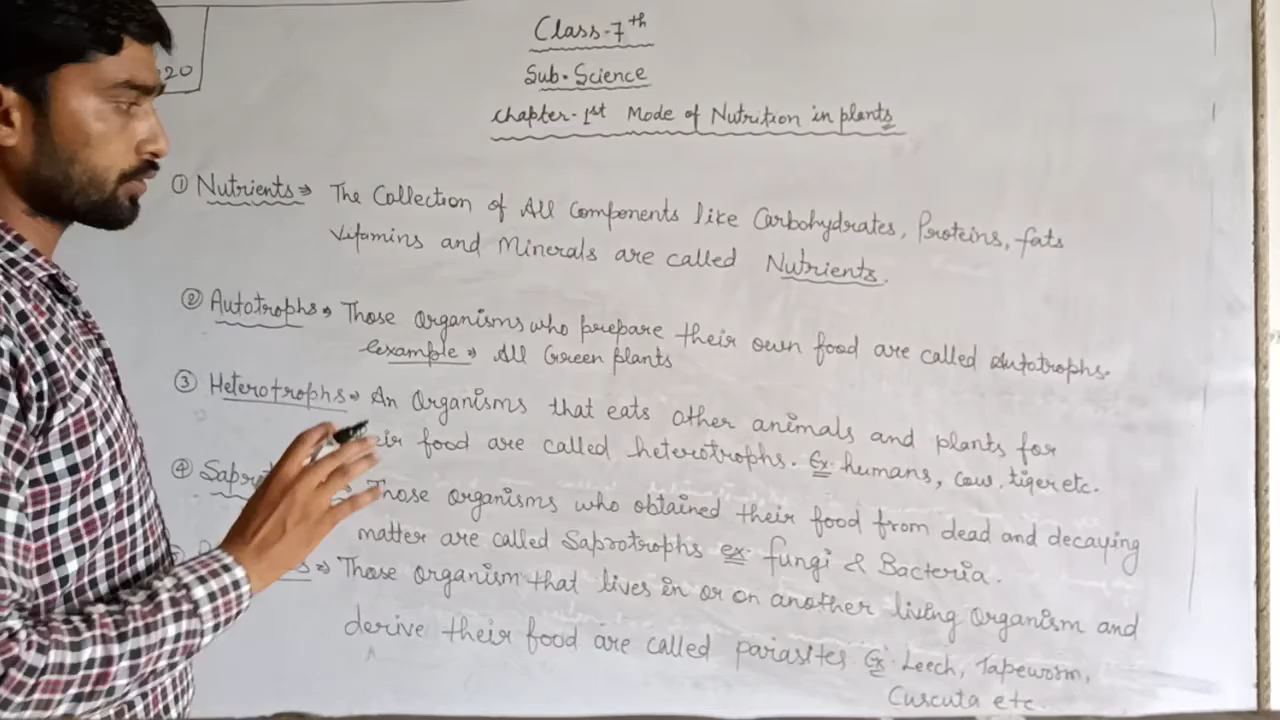 20
Class-7th
Sub-Science
Chapter-1st Mode of Nutrition in plants
① Nutrients⇒ The Collection of All Components like Carbohydrates, Proteins, fats
Vitamins and Minerals are called Nutrients.
② Autotrophs⇒ Those Organisms who prepare their own food are called Autotrophs.
example⇒ All Green plants
③ Heterotrophs⇒ An Organisms that eats other animals and plants for
food are called heterotrophs. Ex. humans, cow, tiger etc.
④ Those Organisms who obtained their food from dead and decaying
matter are called Saprotrophs ex. fungi & Bacteria.
⇒ Those Organism that lives in or on another living Organism and
derive their food are called parasites Ex. Leech, Tapeworm,
Cuscuta etc.